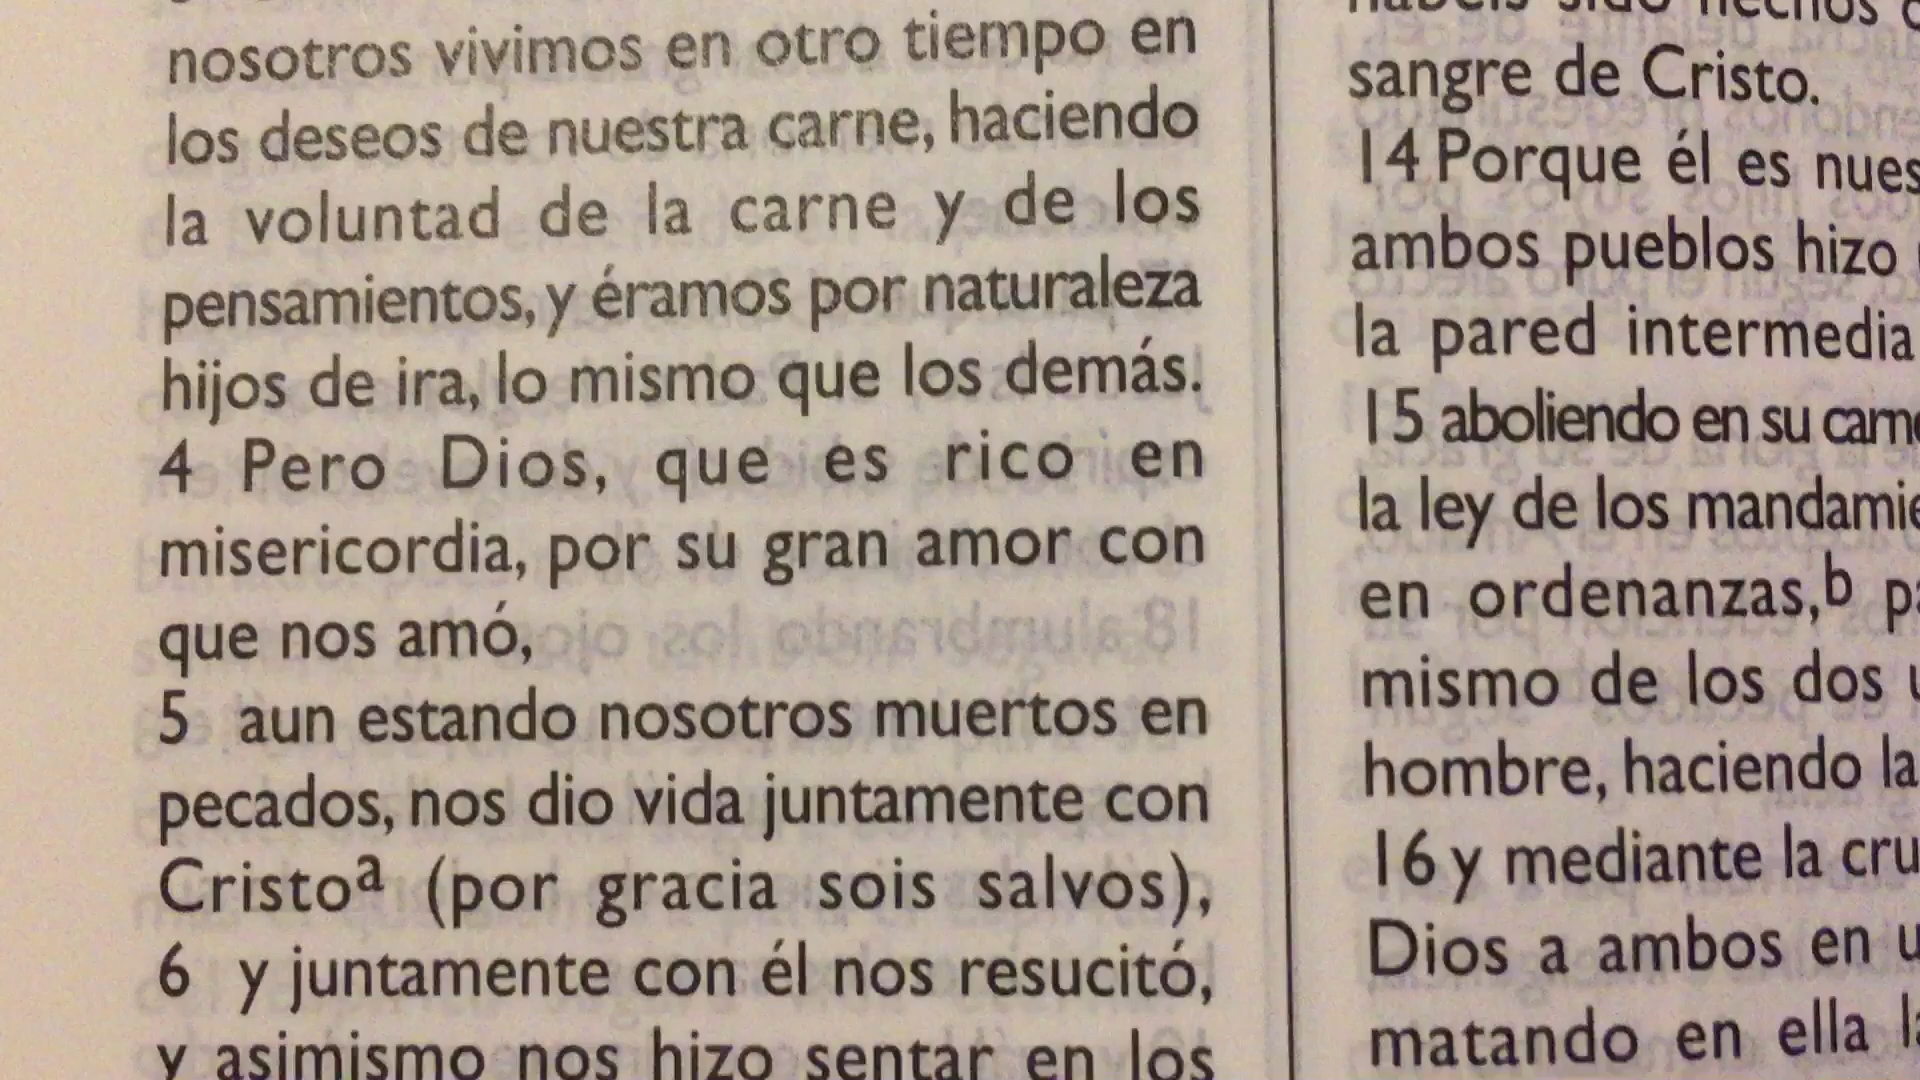 nosotros vivimos en otro tiempo en
los deseos de nuestra carne, haciendo
la voluntad de la carne y de los
pensamientos, y éramos por naturaleza
hijos de ira, lo mismo que los demás.
4 Pero Dios, que es rico en
misericordia, por su gran amor con
que nos amó,
5 aun estando nosotros muertos en
pecados, nos dio vida juntamente con
Cristoª (por gracia sois salvos),
6 y juntamente con él nos resucitó,
y asimismo nos hizo sentar en los
habéis sido hechos
sangre de Cristo.
14 Porque él es nues
ambos pueblos hizo
la pared intermedia
15 aboliendo en su carn
la ley de los mandamie
en ordenanzas,b pa
mismo de los dos
hombre, haciendo la
16 y mediante la cru
Dios a ambos en u
matando en ella la